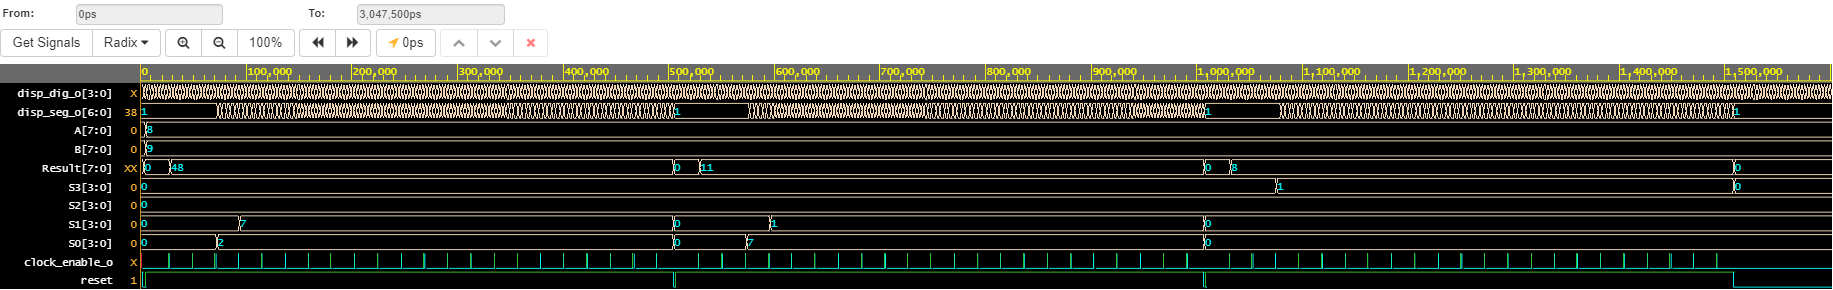 From: 0ps To: 3,047,500ps
Get Signals Radix 100% 0ps
0 100,000 200,000 300,000 400,000 500,000 600,000 700,000 800,000 900,000 1,000,000 1,100,000 1,200,000 1,300,000 1,400,000 1,500,000
disp_dig_o[3:0] X
disp_seg_o[6:0] 38 1 1 1 1
A[7:0] 0 8
B[7:0] 0 9
Result[7:0] XX 0 48 0 11 0 8 0
S3[3:0] 0 0 1 0
S2[3:0] 0 0
S1[3:0] 0 0 7 0 1 0
S0[3:0] 0 0 2 0 7 0
clock_enable_o X
reset 1